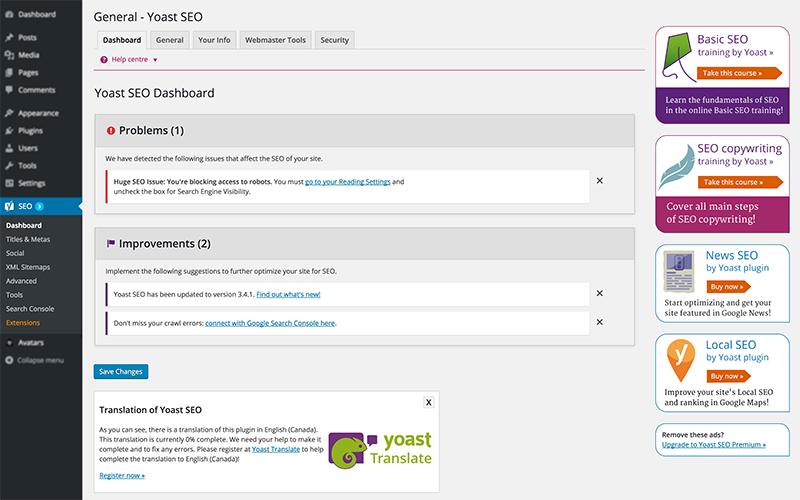 Dashboard
Posts
Media
Pages
Comments
Appearance
Plugins
Users
Tools
Settings
SEO 3
Dashboard
Titles & Metas
Social
XML Sitemaps
Advanced
Tools
Search Console
Extensions
Avatars
Collapse menu
General - Yoast SEO
Dashboard General Your Info Webmaster Tools Security
Help centre
Yoast SEO Dashboard
Problems (1)
We have detected the following issues that affect the SEO of your site.
Huge SEO Issue: You're blocking access to robots. You must go to your Reading Settings and
uncheck the box for Search Engine Visibility.
Improvements (2)
Implement the following suggestions to further optimize your site for SEO.
Yoast SEO has been updated to version 3.4.1. Find out what's new!
Don't miss your crawl errors: connect with Google Search Console here.
Save Changes
X
Translation of Yoast SEO
As you can see, there is a translation of this plugin in English (Canada).
This translation is currently 0% complete. We need your help to make it
complete and to fix any errors. Please register at Yoast Translate to help
complete the translation to English (Canada)!
Register now »
yoast
Translate
Basic SEO
training by Yoast »
Take this course »
Learn the fundamentals of SEO
in the online Basic SEO training!
SEO copywriting
training by Yoast »
Take this course »
Cover all main steps
of SEO copywriting!
News SEO
by Yoast plugin
Buy now »
Start optimizing and get your
site featured in Google News!
Local SEO
by Yoast plugin
Buy now »
Improve your site's Local SEO
and ranking in Google Maps!
Remove these ads?
Upgrade to Yoast SEO Premium »